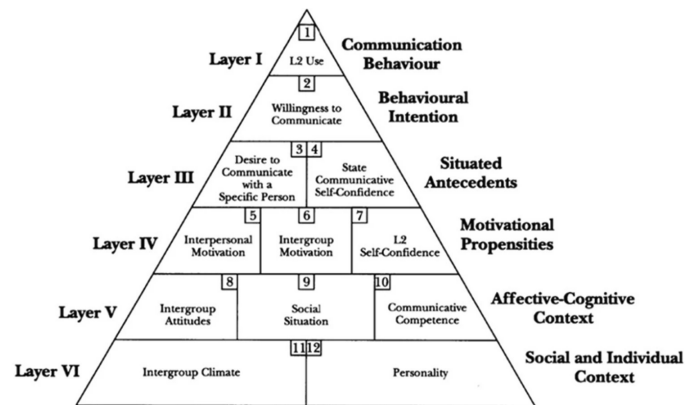 1
Layer I
L2 Use
Communication
Behaviour
2
Layer II
Willingness to
Communicate
Behavioural
Intention
3 4
Layer III
Desire to
Communicate
with a
Specific Person
State
Communicative
Self-Confidence
Situated
Antecedents
5 6 7
Layer IV
Interpersonal
Motivation
Intergroup
Motivation
L2
Self-Confidence
Motivational
Propensities
8 9 10
Layer V
Intergroup
Attitudes
Social
Situation
Communicative
Competence
Affective-Cognitive
Context
11 12
Layer VI
Intergroup Climate
Personality
Social and Individual
Context